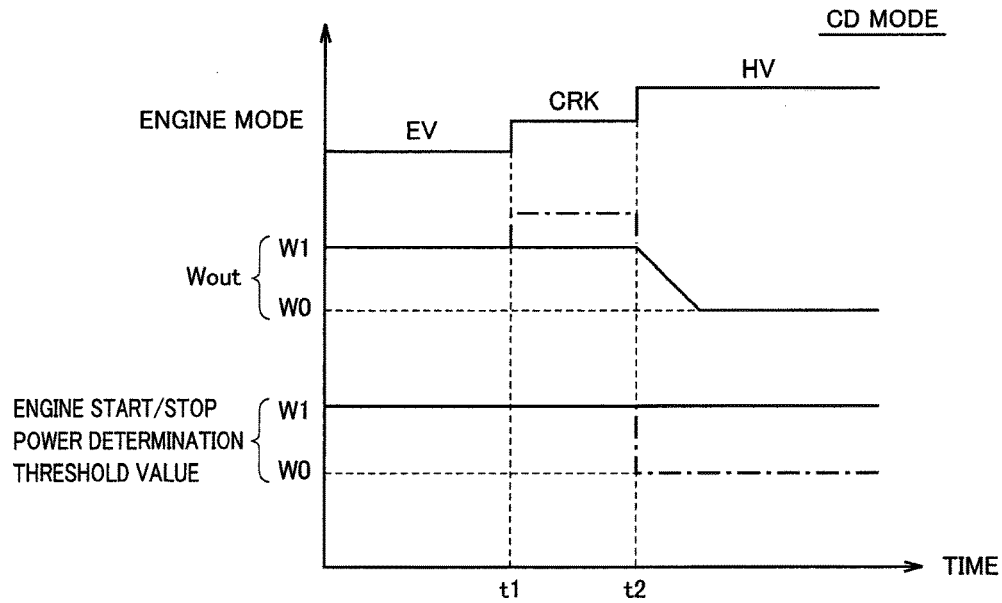 CD MODE
HV
CRK
ENGINE MODE
EV
W1
Wout
W0
ENGINE START/STOP
POWER DETERMINATION
THRESHOLD VALUE
W1
W0
TIME
t1
t2